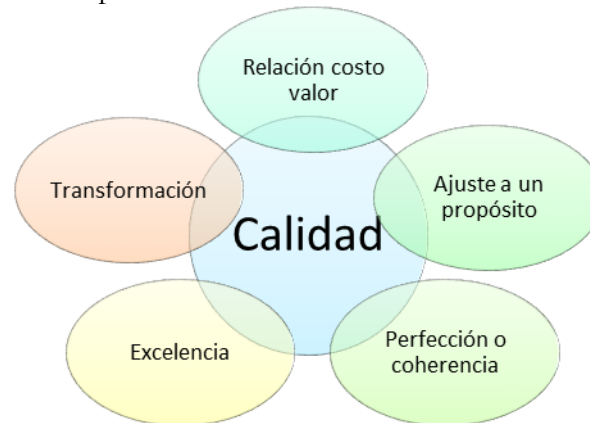 Relación costo
valor
Transformación
Ajuste a un
propósito
Calidad
Excelencia
Perfección o
coherencia